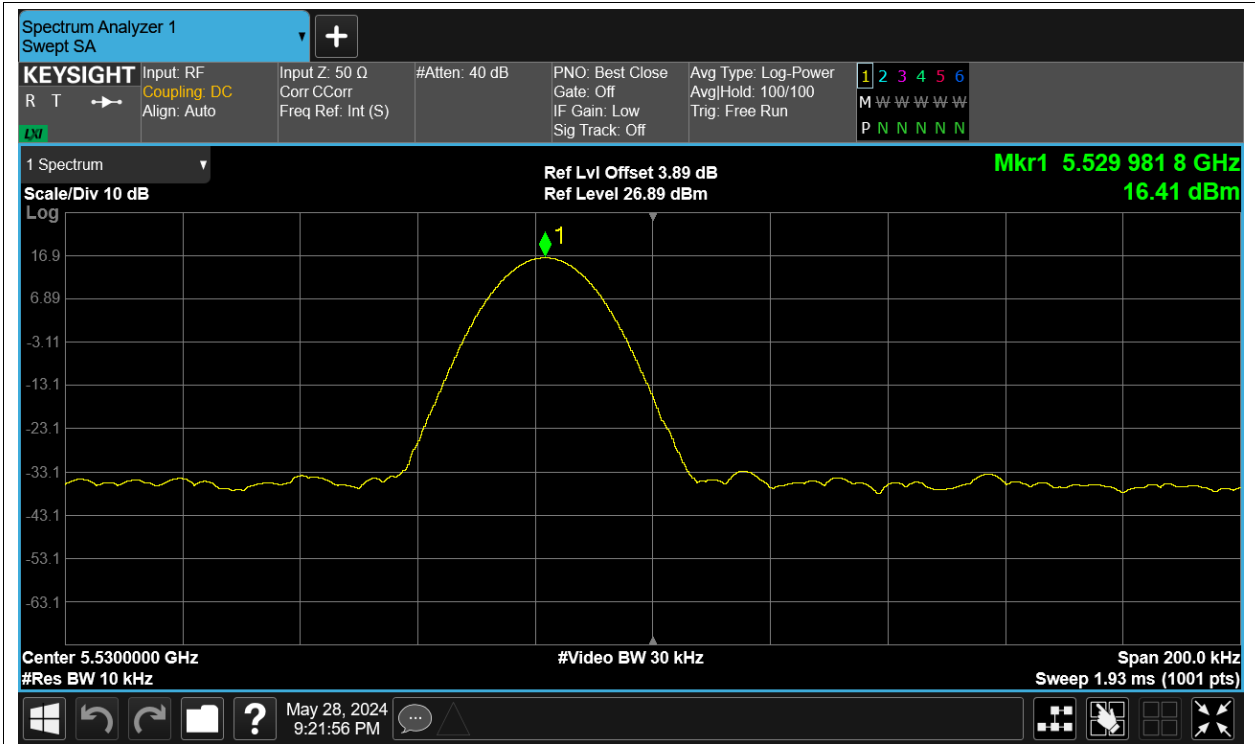 Spectrum Analyzer 1
Swept SA
KEYSIGHT
R T
LXI
Input: RF
Coupling: DC
Align: Auto
Input Z: 50 Ω
Corr CCorr
Freq Ref: Int (S)
#Atten: 40 dB
PNO: Best Close
Gate: Off
IF Gain: Low
Sig Track: Off
Avg Type: Log-Power
Avg|Hold: 100/100
Trig: Free Run
1 2 3 4 5 6
M W W W W W
P N N N N N
1 Spectrum
Scale/Div 10 dB
Log
Ref Lvl Offset 3.89 dB
Ref Level 26.89 dBm
Mkr1 5.529 981 8 GHz
16.41 dBm
1
16.9
6.89
-3.11
-13.1
-23.1
-33.1
-43.1
-53.1
-63.1
Center 5.5300000 GHz
#Res BW 10 kHz
#Video BW 30 kHz
Span 200.0 kHz
Sweep 1.93 ms (1001 pts)
?
May 28, 2024
9:21:56 PM